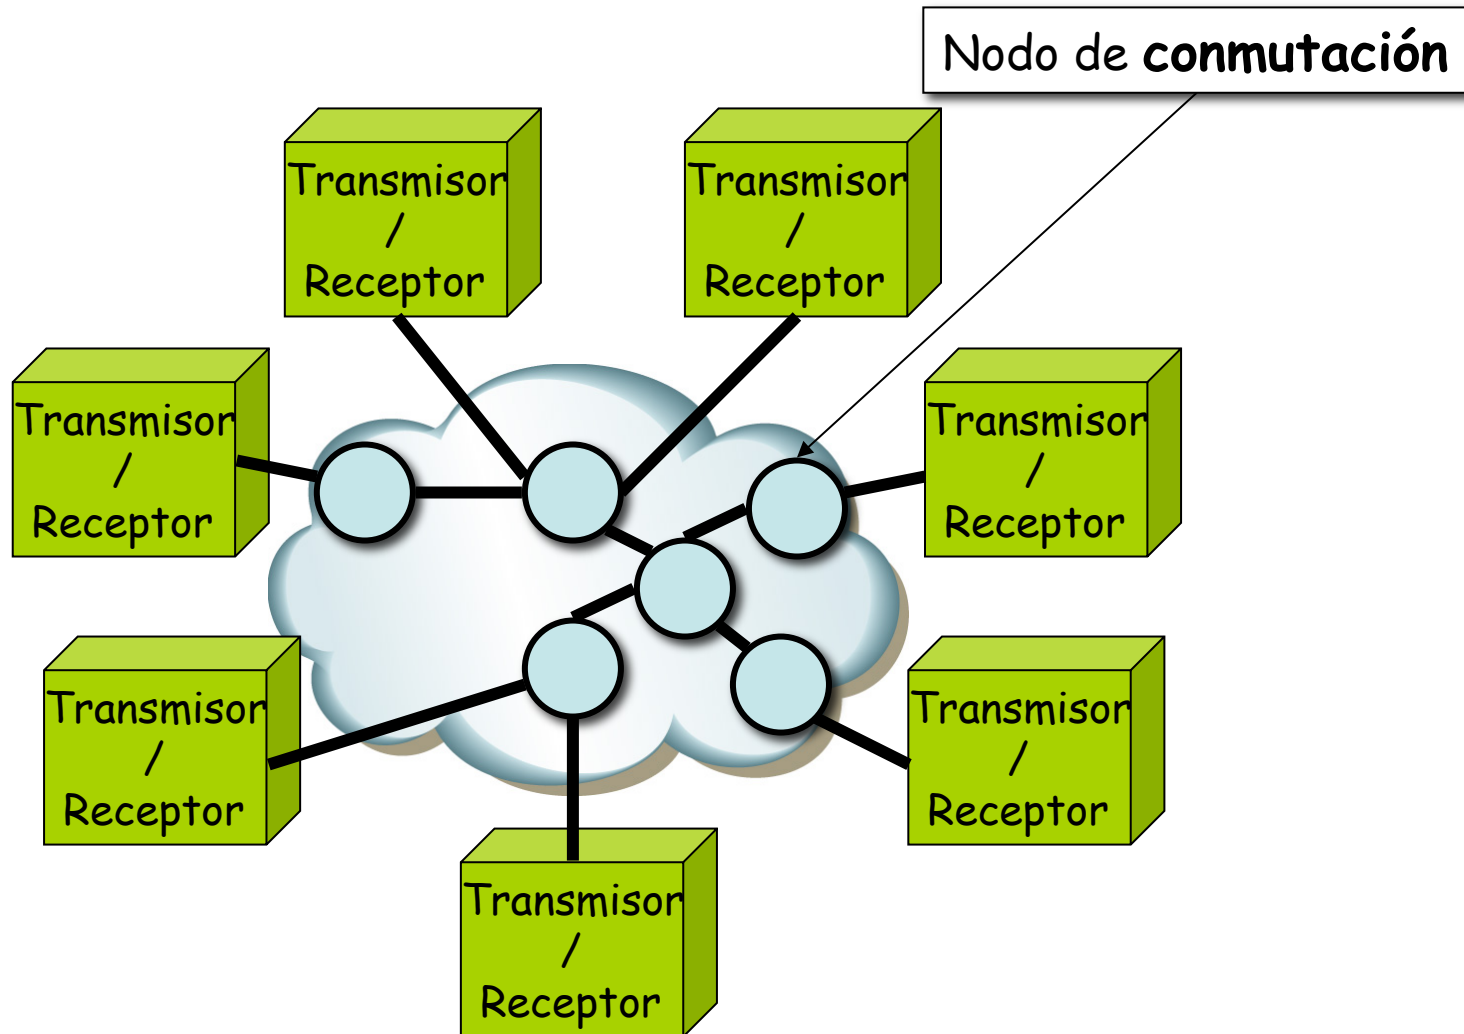 Nodo de conmutación
Transmisor
/
Receptor
Transmisor
/
Receptor
Transmisor
/
Receptor
Transmisor
/
Receptor
Transmisor
/
Receptor
Transmisor
/
Receptor
Transmisor
/
Receptor